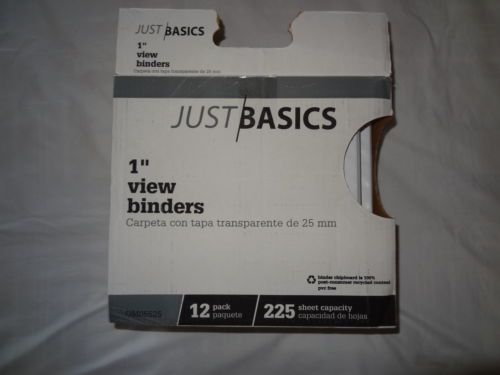 JUST BASICS
1"
view
binders
Carpeta con tapa transparente de 25 mm
JUST BASICS
1"
view
binders
Carpeta con tapa transparente de 25 mm
binder chipboard is 100%
post-consumer recycled content
pvc free
12 pack
paquete
225 sheet capacity
capacidad de hojas